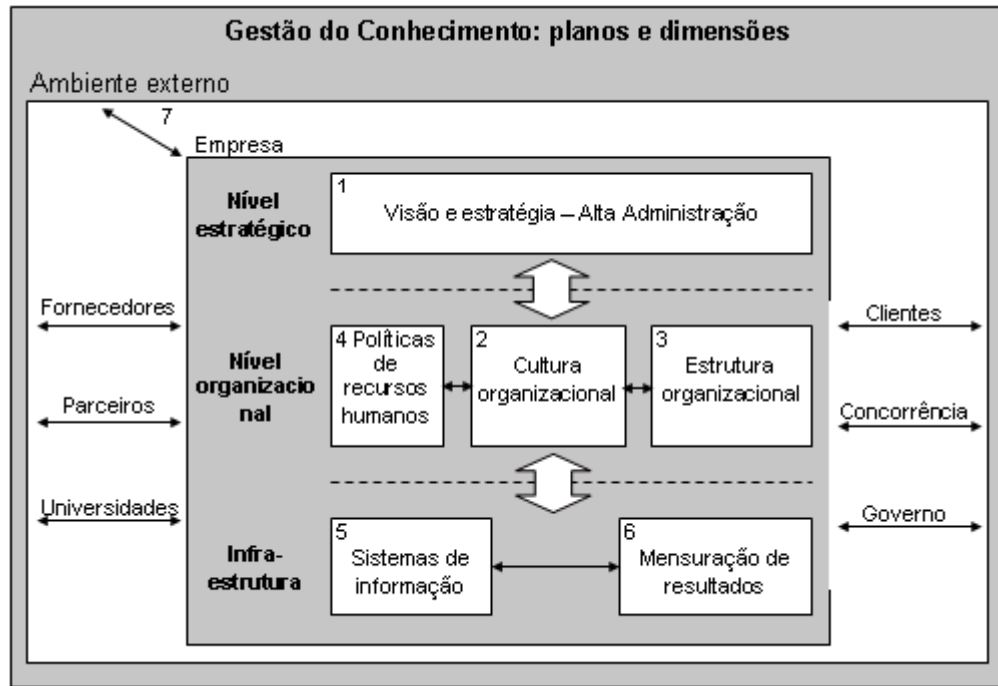 Gestão do Conhecimento: planos e dimensões
Ambiente externo
7
Empresa
Nível
estratégico
1
Visão e estratégia – Alta Administração
Fornecedores
Parceiros
Universidades
Nível
organizacio
nal
4 Políticas
de
recursos
humanos
2
Cultura
organizacional
3
Estrutura
organizacional
Clientes
Concorrência
Governo
Infra-
estrutura
5
Sistemas de
informação
6
Mensuração de
resultados